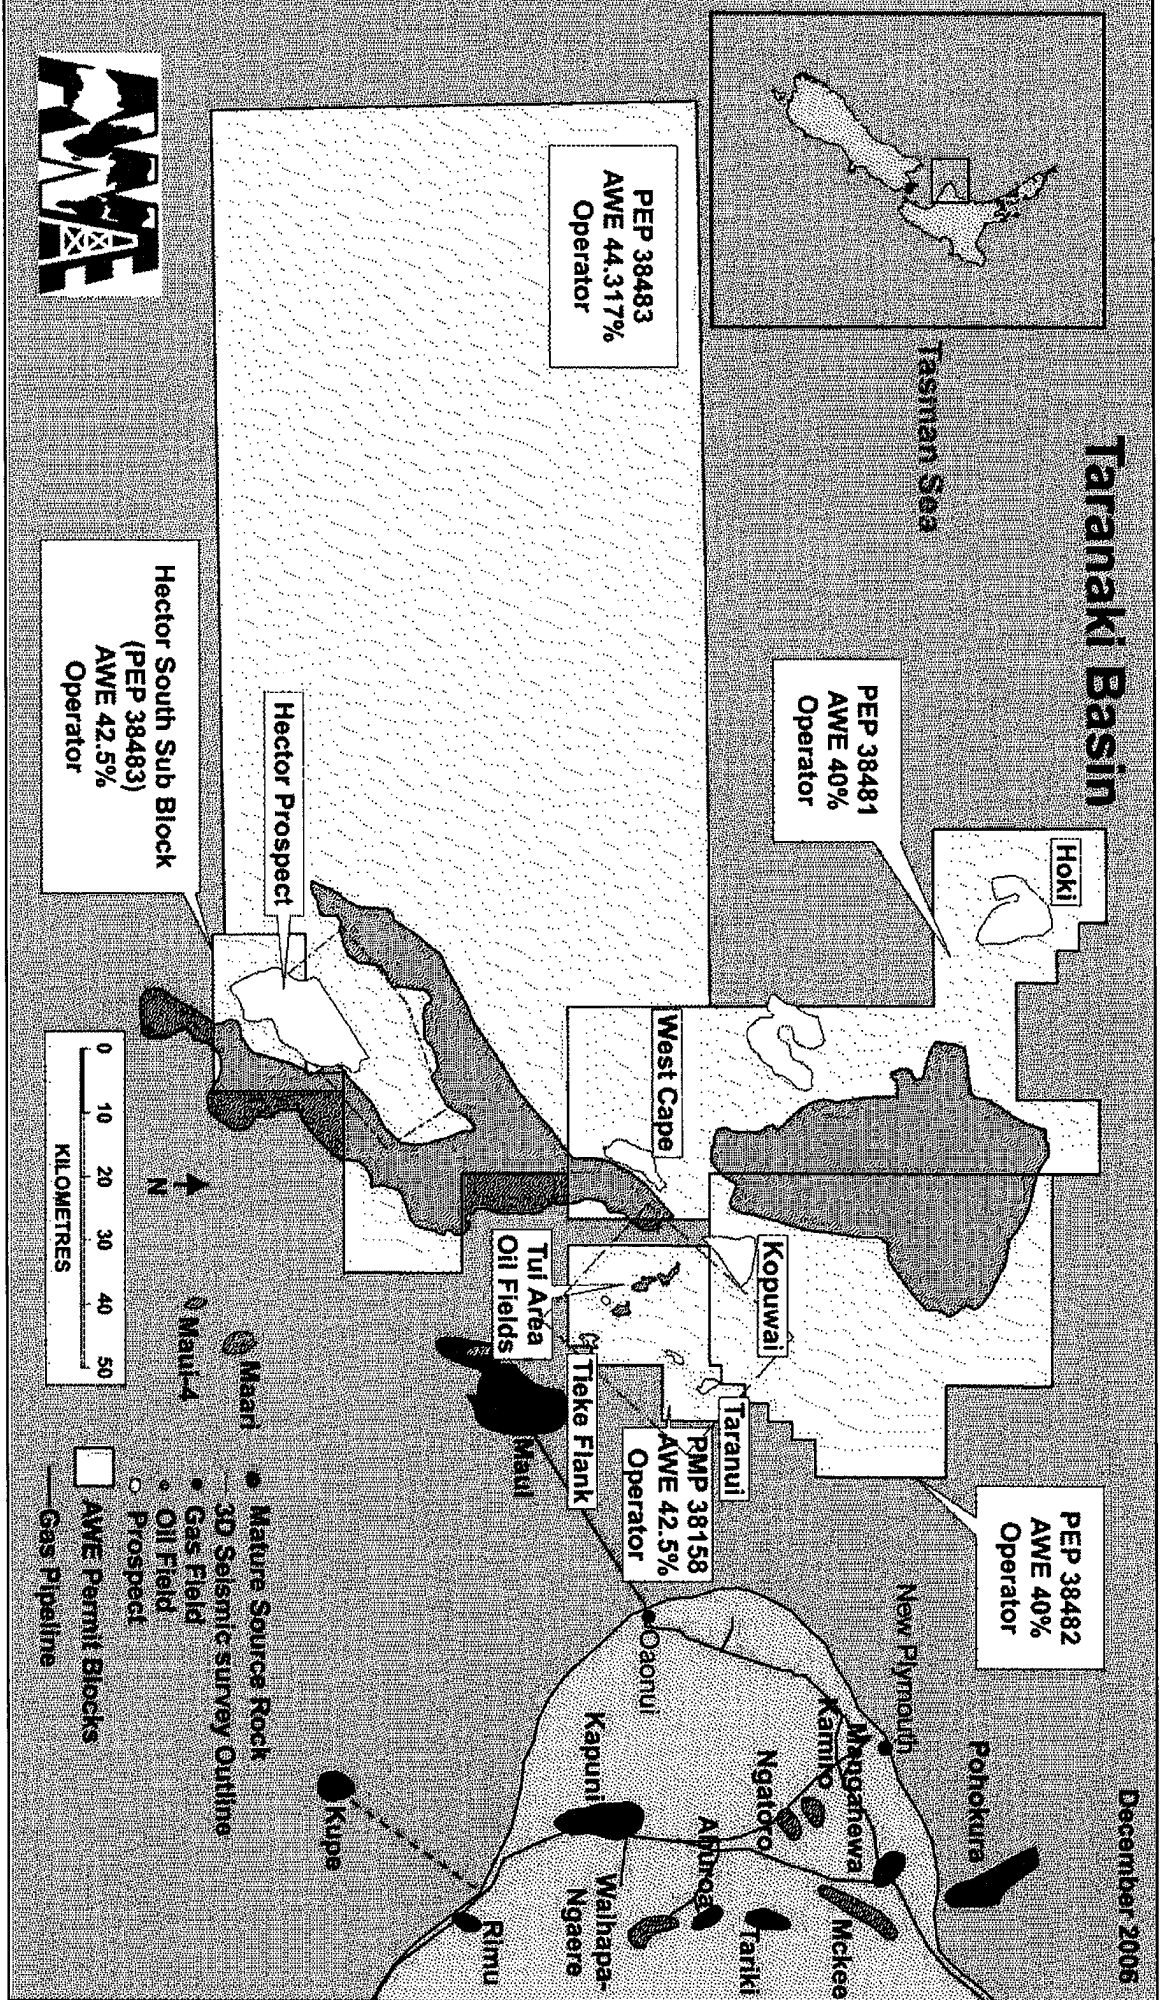 Taranaki Basin
December 2006
Tasman Sea
PEP 38483
AWE 44.317%
Operator
PEP 38481
AWE 40%
Operator
Hoki
PEP 38482
AWE 40%
Operator
West Cape
Kopuwai
Taranui
PMP 38158
AWE 42.5%
Operator
Tui Area
Oil Fields
Tieke Flank
Maui
Hector Prospect
Hector South Sub Block
(PEP 38483)
AWE 42.5%
Operator
New Plymouth
Pohokura
Mangahewa
Kamiro
Ngatoro
Mckee
Tariki
Ahuroa
Waihapa-
Ngaere
Kapuni
Oaonui
Rimu
Kupe
Maari
Maui-4
0 10 20 30 40 50
KILOMETRES
N
Mature Source Rock
3D Seismic survey Outline
Gas Field
Oil Field
Prospect
AWE Permit Blocks
Gas Pipeline
AWE